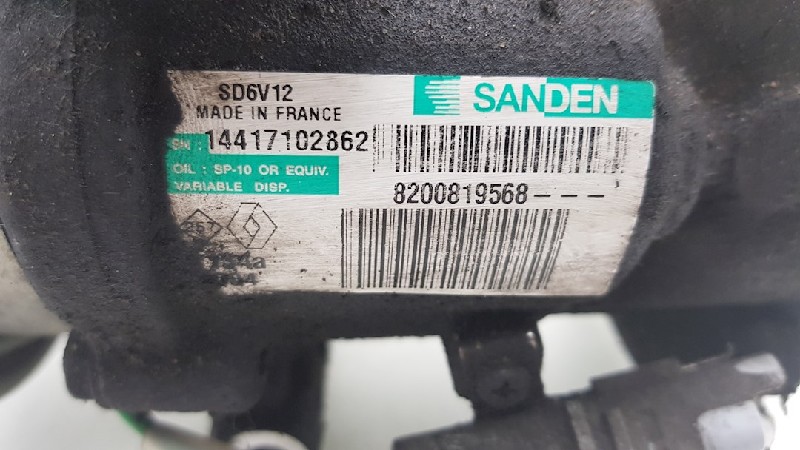 SD6V12
SANDEN
MADE IN FRANCE
SN 14417102862
OIL : SP-10 OR EQUIV.
VARIABLE DISP.
8200819568---